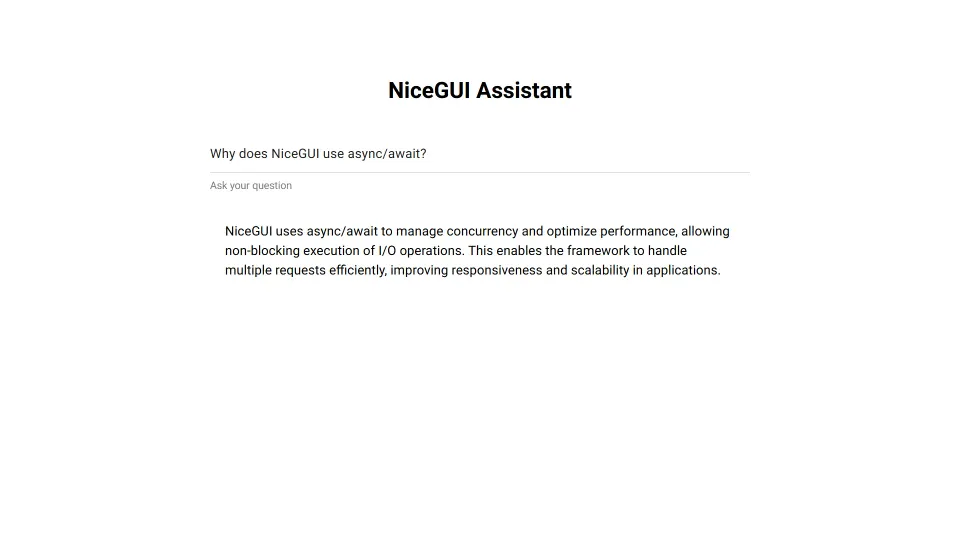 NiceGUI Assistant
Why does NiceGUI use async/await?
Ask your question
NiceGUI uses async/await to manage concurrency and optimize performance, allowing
non-blocking execution of I/O operations. This enables the framework to handle
multiple requests efficiently, improving responsiveness and scalability in applications.